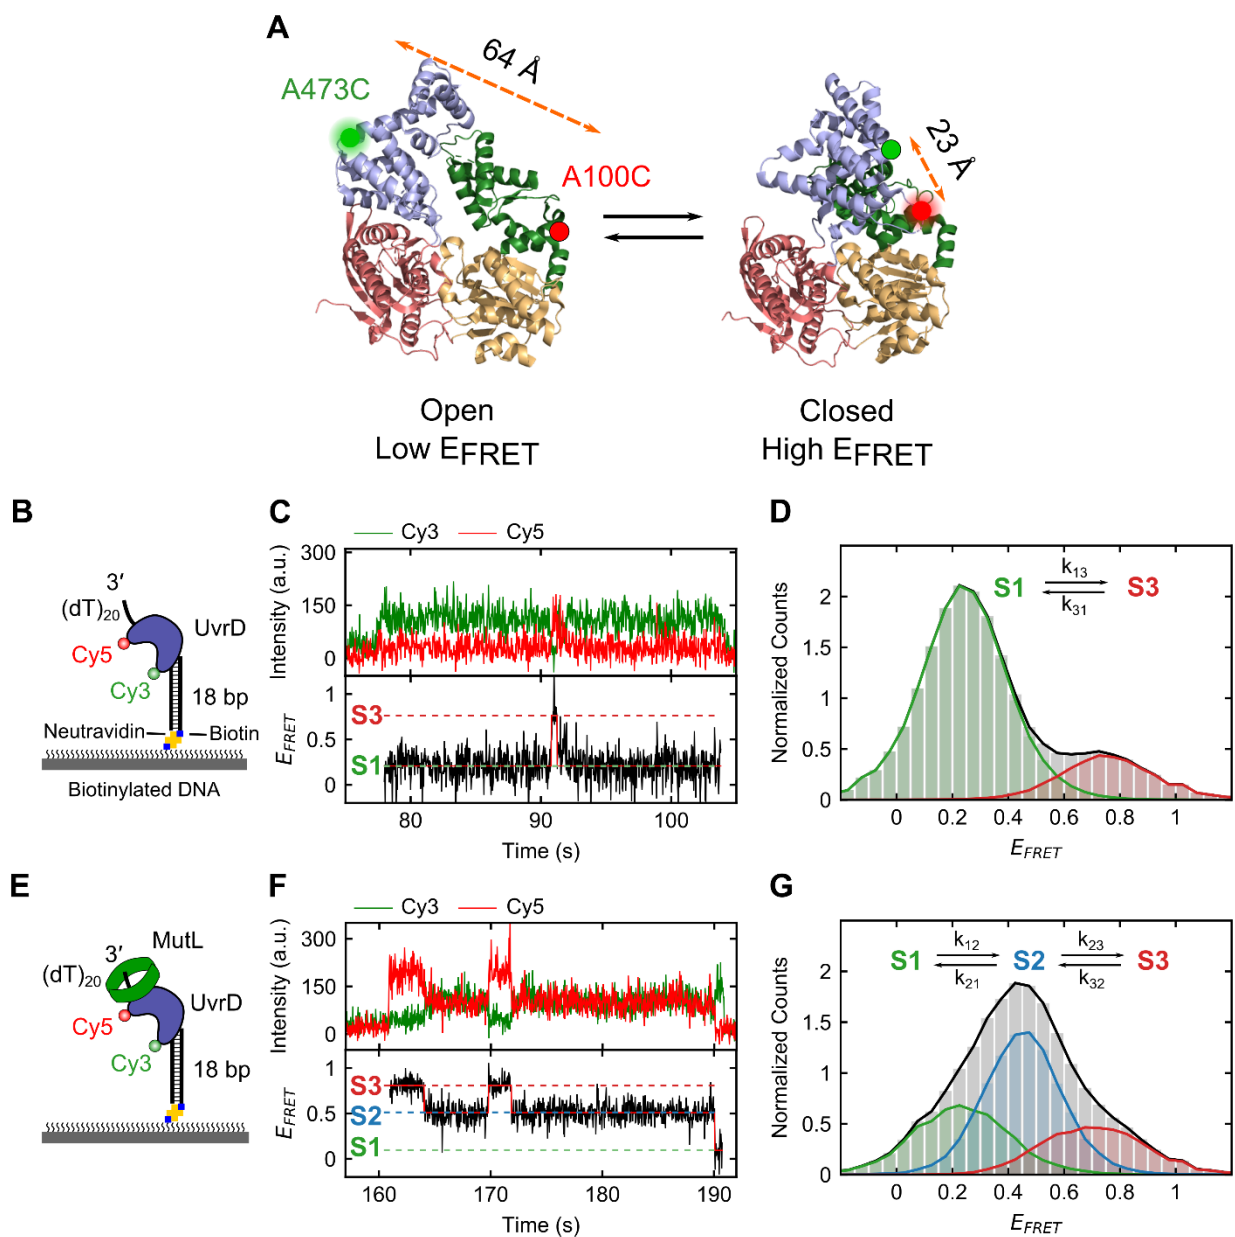 A
64 Å
A473C
A100C
23 Å
Open
Low EFRET
Closed
High EFRET
B
3′
(dT)20
UvrD
Cy5
Cy3
18 bp
Neutravidin
Biotin
Biotinylated DNA
C
Cy3 Cy5
Intensity (a.u.)
300
150
0
EFRET
1
0.5
0
S3
S1
80 90 100
Time (s)
D
Normalized Counts
2
1.5
1
0.5
0
S1 k13 S3
k31
0 0.2 0.4 0.6 0.8 1
EFRET
E
3′ MutL
(dT)20
UvrD
Cy5
Cy3
18 bp
F
Cy3 Cy5
Intensity (a.u.)
300
150
0
EFRET
1
0.5
0
S3
S2
S1
160 170 180 190
Time (s)
G
Normalized Counts
2
1.5
1
0.5
0
k12 k23
S1 S2 S3
k21 k32
0 0.2 0.4 0.6 0.8 1
EFRET